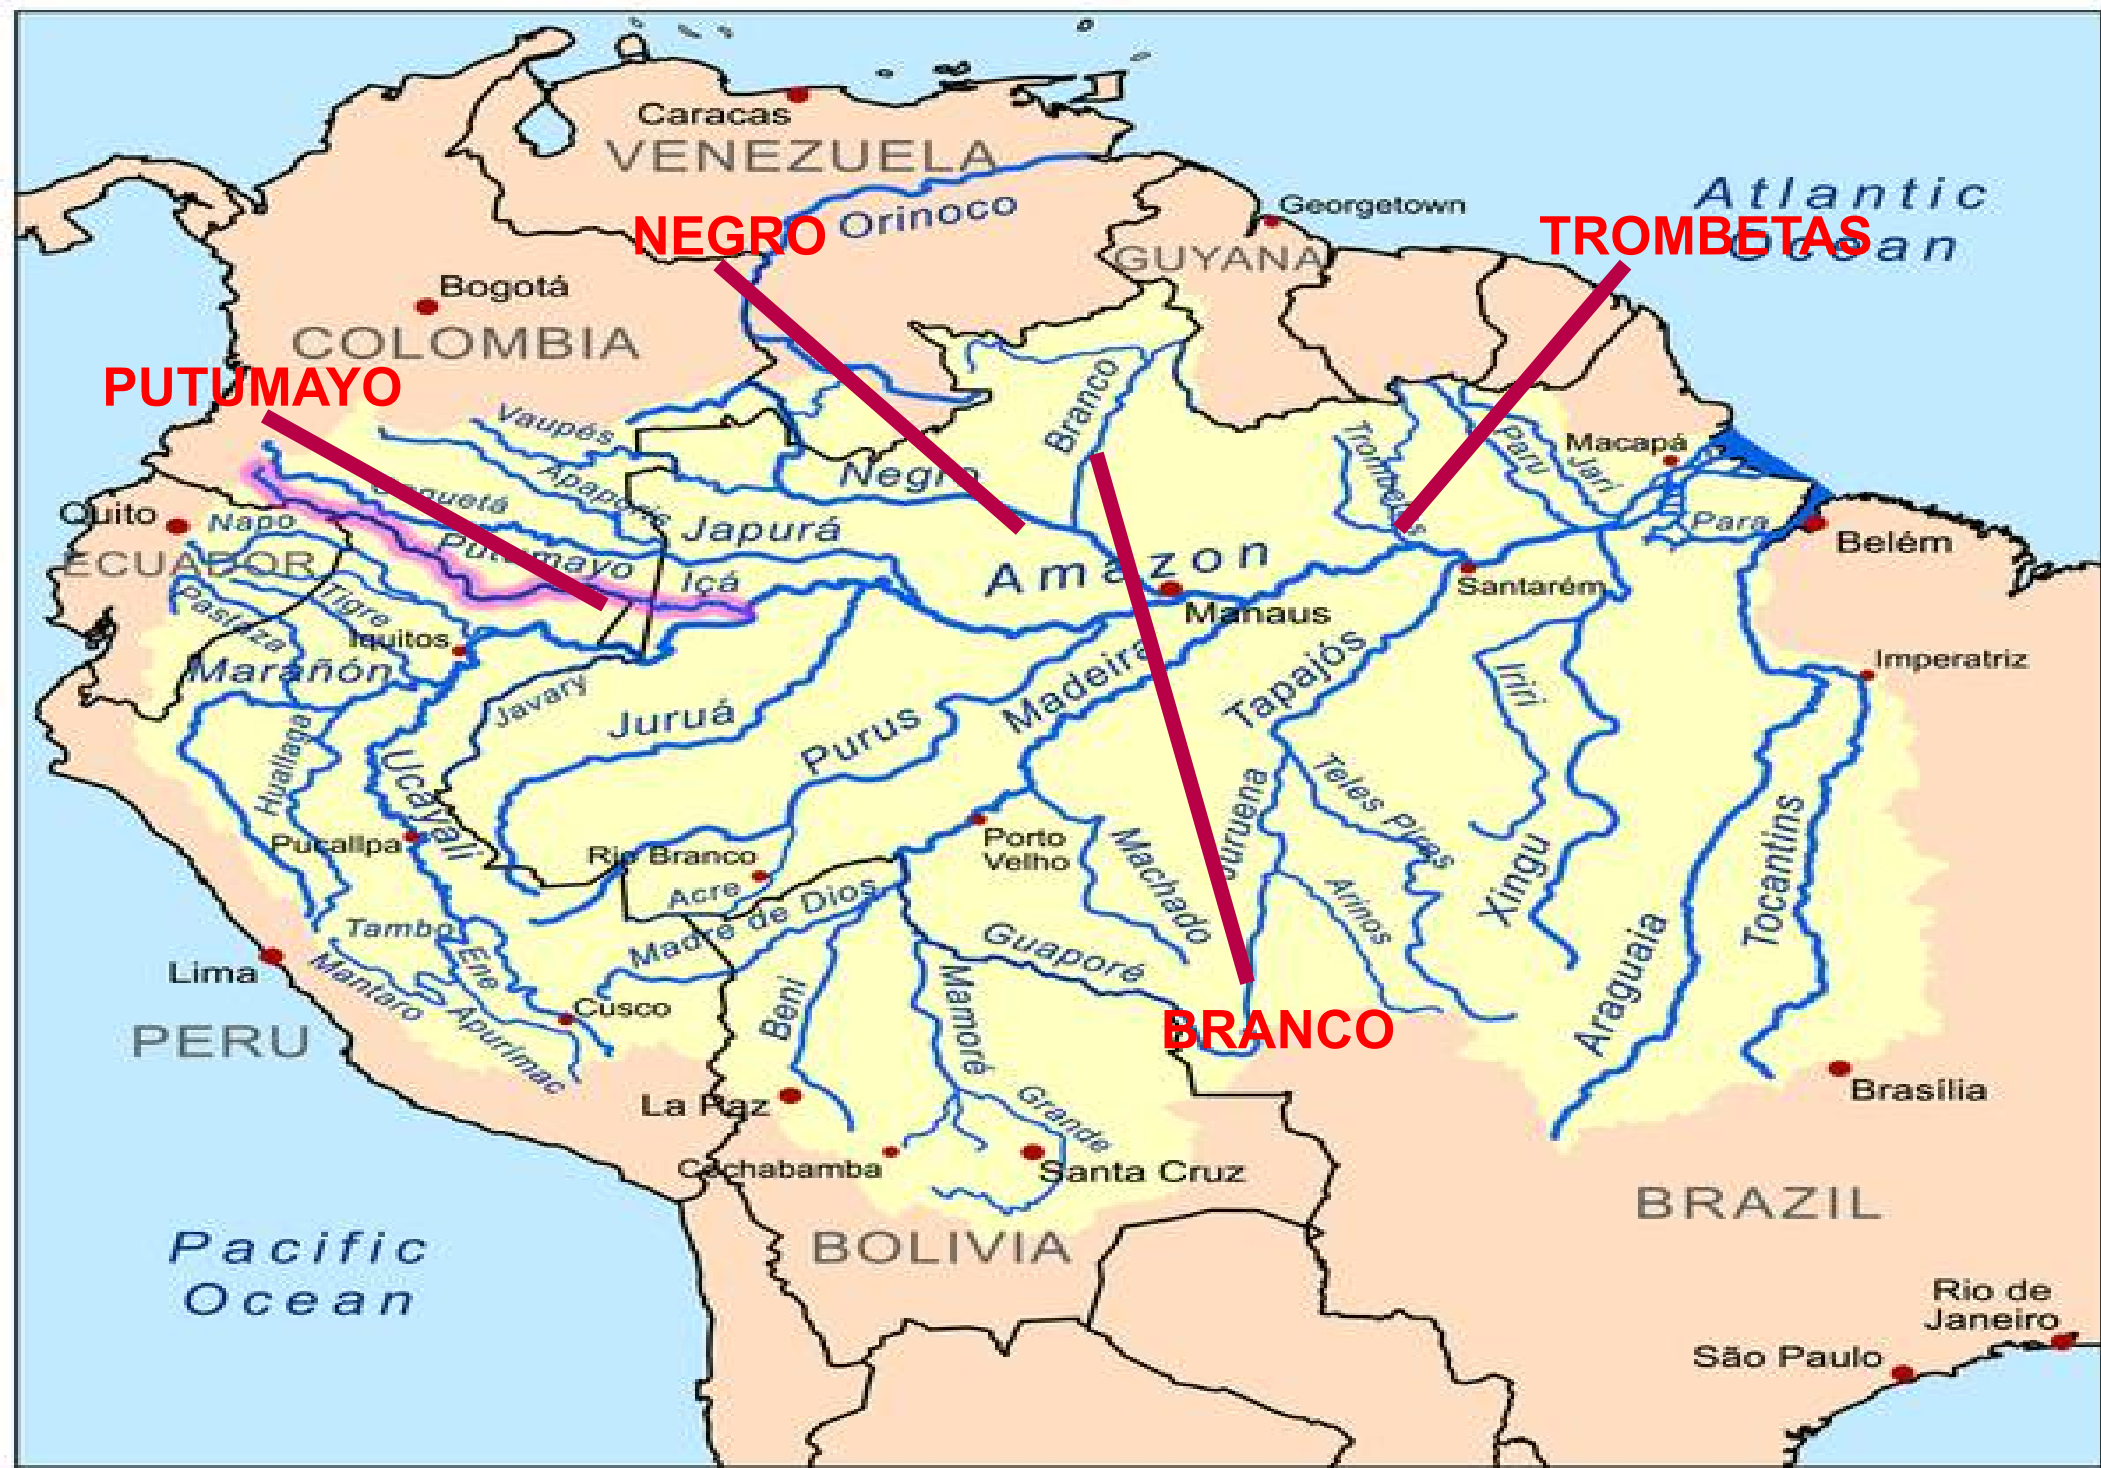 Caracas
VENEZUELA
Orinoco
Atlantic
Ocean
Georgetown
NEGRO
TROMBETAS
GUYANA
Bogotá
COLOMBIA
PUTUMAYO
Branco
Vaupés
Apaporis
Negro
Trombetas
Paru
Jari
Macapá
Caquetá
Quito
Napo
Japurá
Para
Belém
ECUADOR
Putumayo
Içá
Amazon
Santarém
Pastaza
Tigre
Iquitos
Manaus
Marañón
Javary
Juruá
Purus
Madeira
Tapajós
Iriri
Imperatriz
Huallaga
Ucayali
Juruena
Teles Pires
Pucallpa
Rio Branco
Porto
Velho
Machado
Xingu
Tocantins
Acre
Madre de Dios
Arinos
Tambo
Ene
Guaporé
Araguaia
Lima
Mantaro
Apurimac
Cusco
Beni
Mamoré
PERU
BRANCO
La Paz
Grande
Brasília
Cochabamba
Santa Cruz
BRAZIL
Pacific
Ocean
BOLIVIA
Rio de
Janeiro
São Paulo